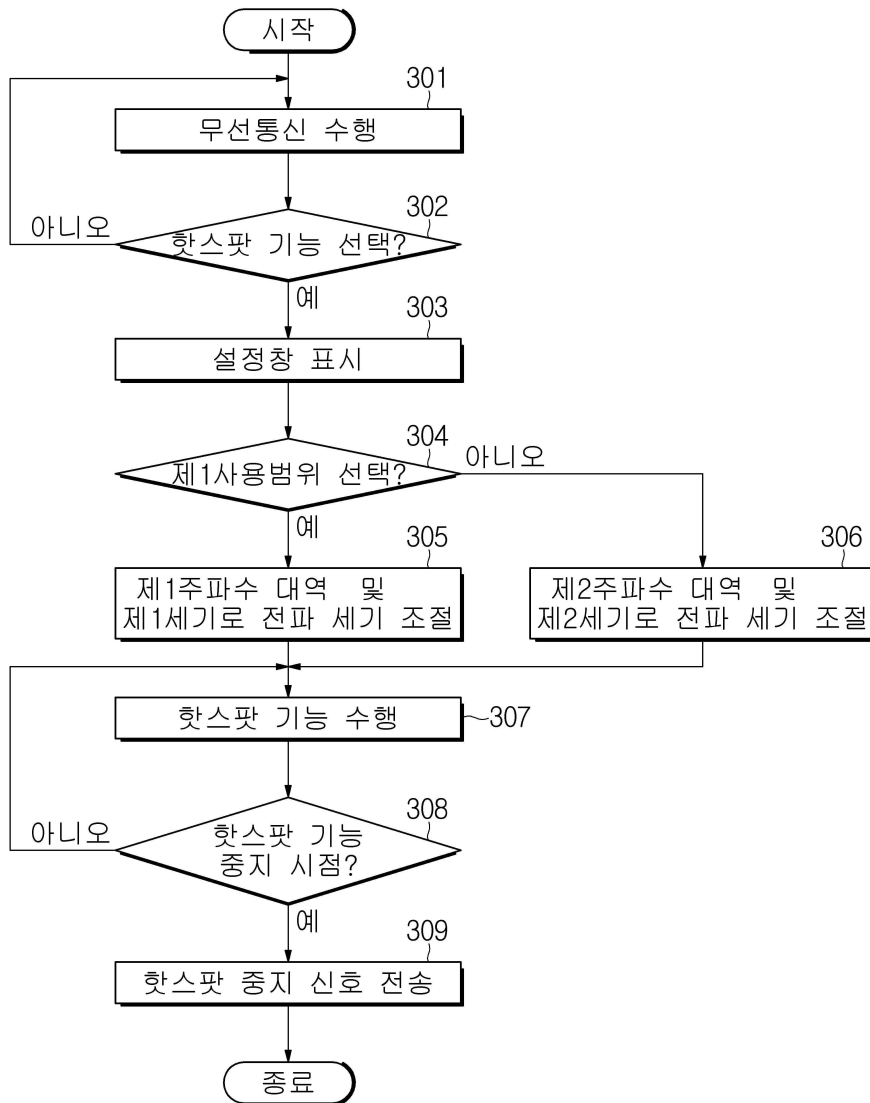 시작
301
무선통신 수행
302
아니오
핫스팟 기능 선택?
예
303
설정창 표시
304
제1사용범위 선택?
아니오
예
305
306
제1주파수 대역 및
제1세기로 전파 세기 조절
제2주파수 대역 및
제2세기로 전파 세기 조절
핫스팟 기능 수행
307
308
아니오
핫스팟 기능
중지 시점?
예
309
핫스팟 중지 신호 전송
종료